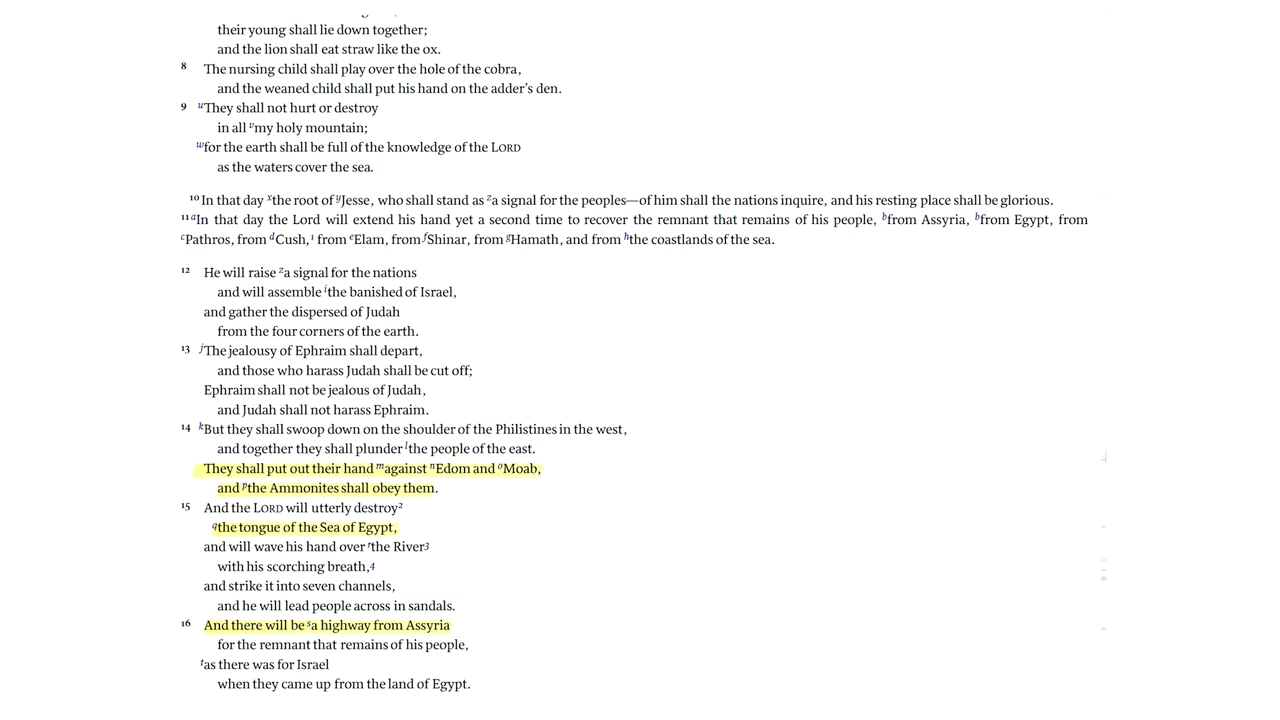 their young shall lie down together;
and the lion shall eat straw like the ox.
8 The nursing child shall play over the hole of the cobra,
and the weaned child shall put his hand on the adder's den.
9 uThey shall not hurt or destroy
in all vmy holy mountain;
wfor the earth shall be full of the knowledge of the LORD
as the waters cover the sea.
10 In that day xthe root of yJesse, who shall stand as za signal for the peoples—of him shall the nations inquire, and his resting place shall be glorious.
11 aIn that day the Lord will extend his hand yet a second time to recover the remnant that remains of his people, bfrom Assyria, bfrom Egypt, from
cPathros, from dCush,1 from eElam, from fShinar, from gHamath, and from hthe coastlands of the sea.
12 He will raise za signal for the nations
and will assemble ithe banished of Israel,
and gather the dispersed of Judah
from the four corners of the earth.
13 jThe jealousy of Ephraim shall depart,
and those who harass Judah shall be cut off;
Ephraim shall not be jealous of Judah,
and Judah shall not harass Ephraim.
14 kBut they shall swoop down on the shoulder of the Philistines in the west,
and together they shall plunder lthe people of the east.
They shall put out their hand magainst nEdom and oMoab,
and pthe Ammonites shall obey them.
15 And the LORD will utterly destroy2
qthe tongue of the Sea of Egypt,
and will wave his hand over rthe River3
with his scorching breath,4
and strike it into seven channels,
and he will lead people across in sandals.
16 And there will be sa highway from Assyria
for the remnant that remains of his people,
tas there was for Israel
when they came up from the land of Egypt.